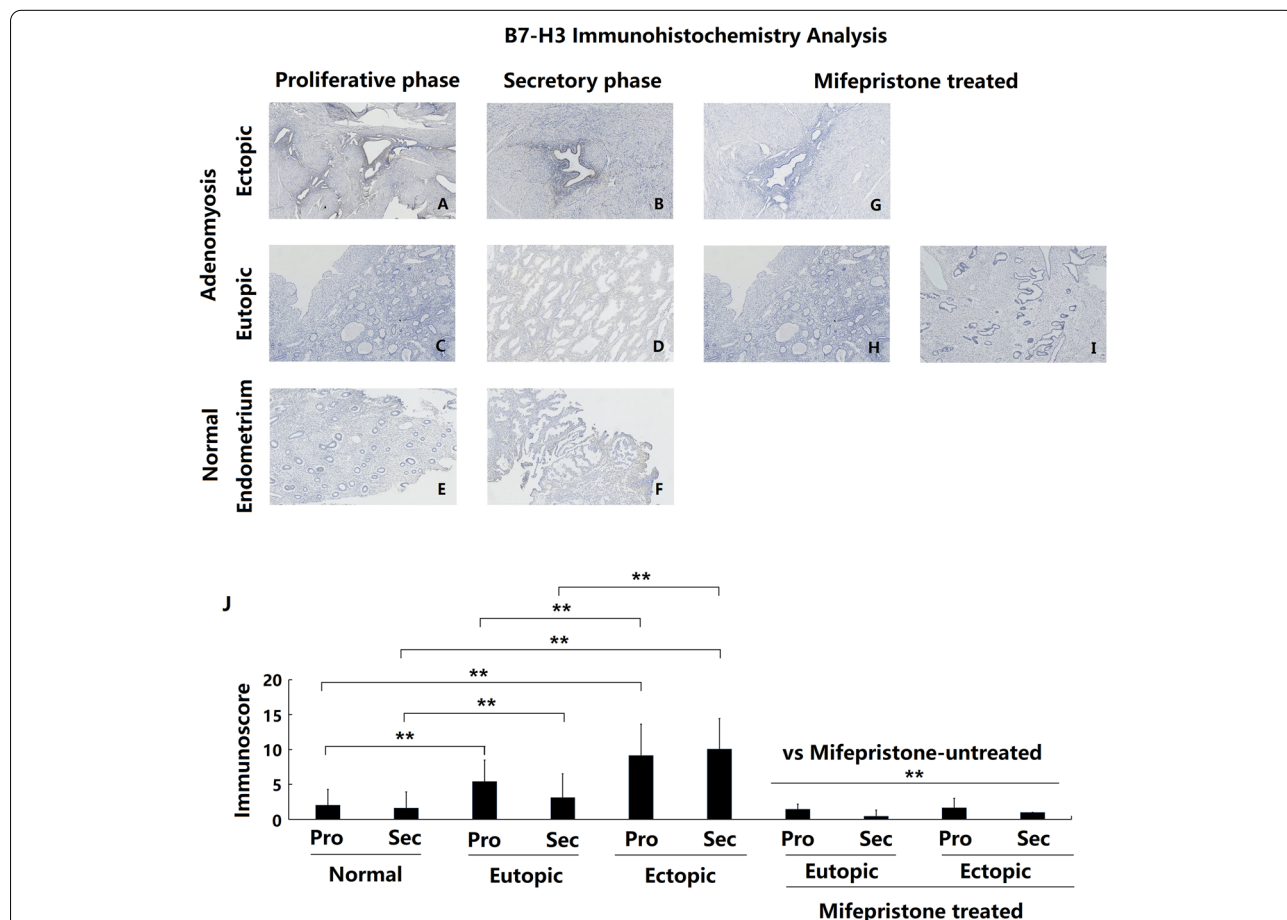 B7-H3 Immunohistochemistry Analysis
Proliferative phase
Secretory phase
Mifepristone treated
Adenomyosis
Ectopic
A
B
G
Eutopic
C
D
H
I
Normal
Endometrium
E
F
J
**
**
**
**
**
**
Immunoscore
20
15
10
5
0
vs Mifepristone-untreated
**
Pro Sec Pro Sec Pro Sec Pro Sec Pro Sec
Normal Eutopic Ectopic Eutopic Ectopic
Mifepristone treated